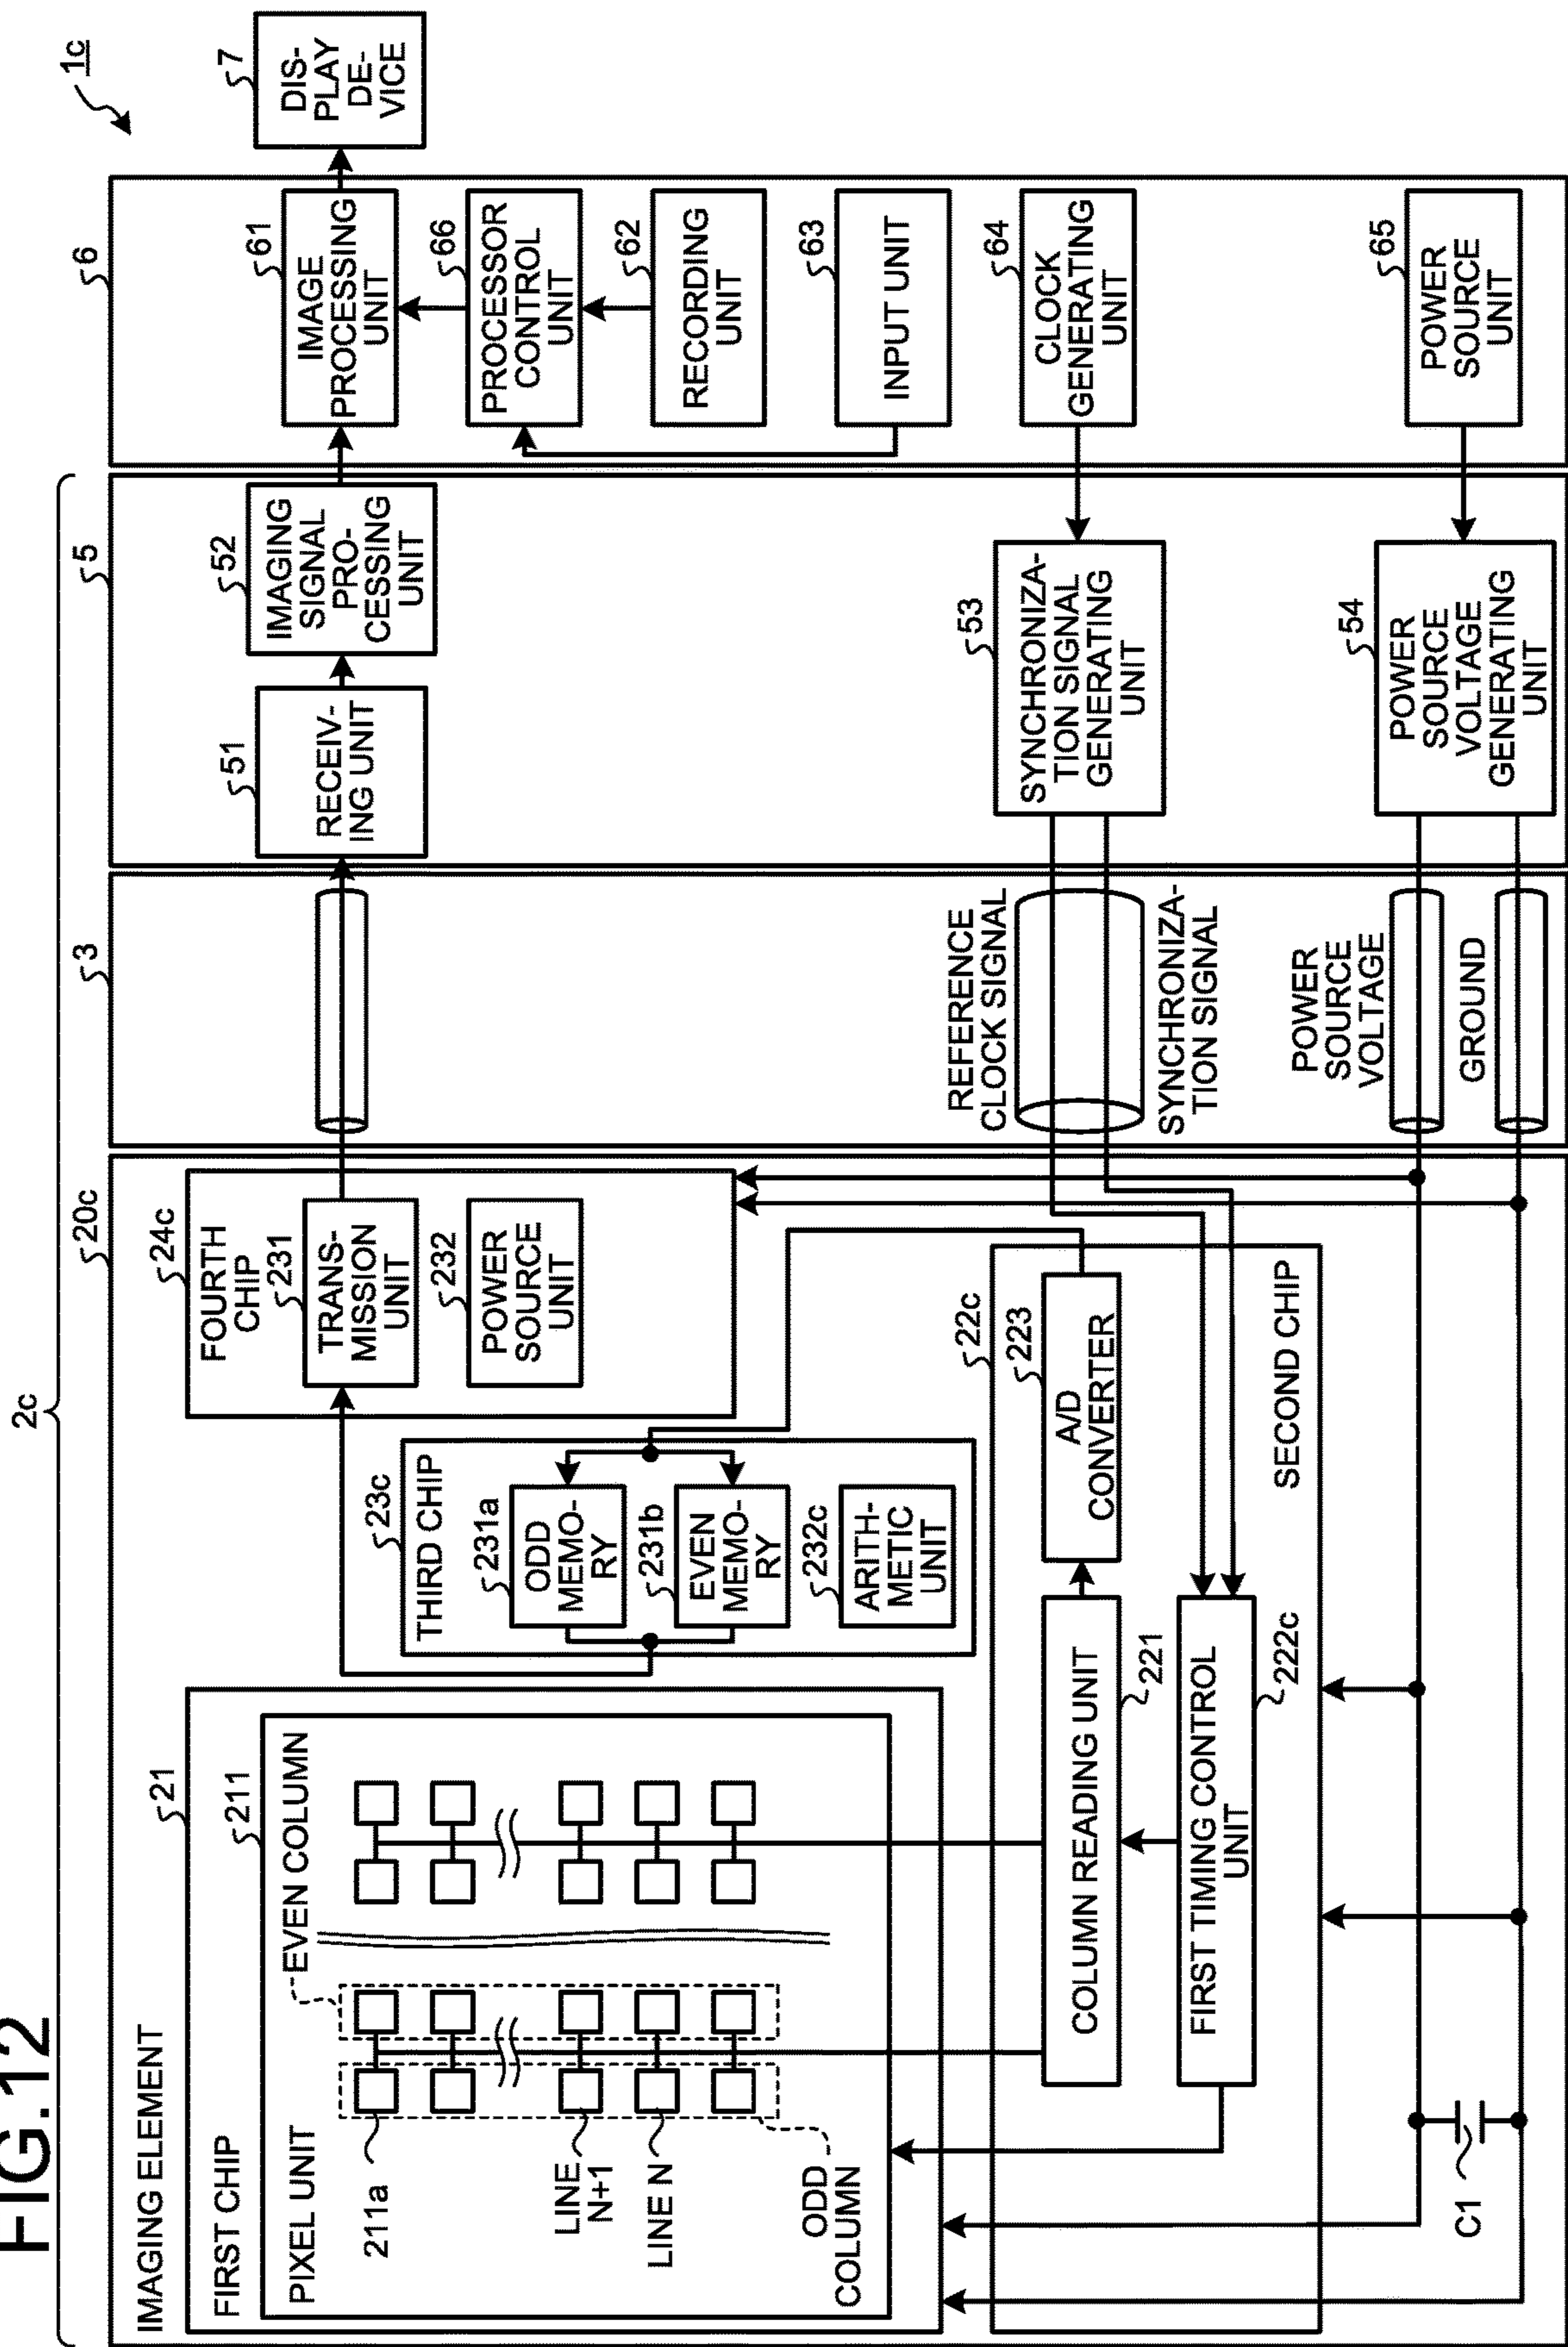 FIG.12
1c
2c
20c
3
5
6
7
IMAGING ELEMENT
FIRST CHIP
21
PIXEL UNIT
211
EVEN COLUMN
211a
LINE
N+1
LINE N
ODD
COLUMN
THIRD CHIP
23c
231a
ODD
MEMO-
RY
231b
EVEN
MEMO-
RY
232c
ARITH-
METIC
UNIT
FOURTH
CHIP
24c
231
TRANS-
MISSION
UNIT
232
POWER
SOURCE
UNIT
22c
223
A/D
CONVERTER
SECOND CHIP
COLUMN READING UNIT
221
FIRST TIMING CONTROL
UNIT
222c
C1
REFERENCE
CLOCK SIGNAL
SYNCHRONIZA-
TION SIGNAL
POWER
SOURCE
VOLTAGE
GROUND
51
RECEIV-
ING UNIT
52
IMAGING
SIGNAL
PRO-
CESSING
UNIT
53
SYNCHRONIZA-
TION SIGNAL
GENERATING
UNIT
54
POWER
SOURCE
VOLTAGE
GENERATING
UNIT
61
IMAGE
PROCESSING
UNIT
66
PROCESSOR
CONTROL
UNIT
62
RECORDING
UNIT
63
INPUT UNIT
64
CLOCK
GENERATING
UNIT
65
POWER
SOURCE
UNIT
DIS-
PLAY
DE-
VICE